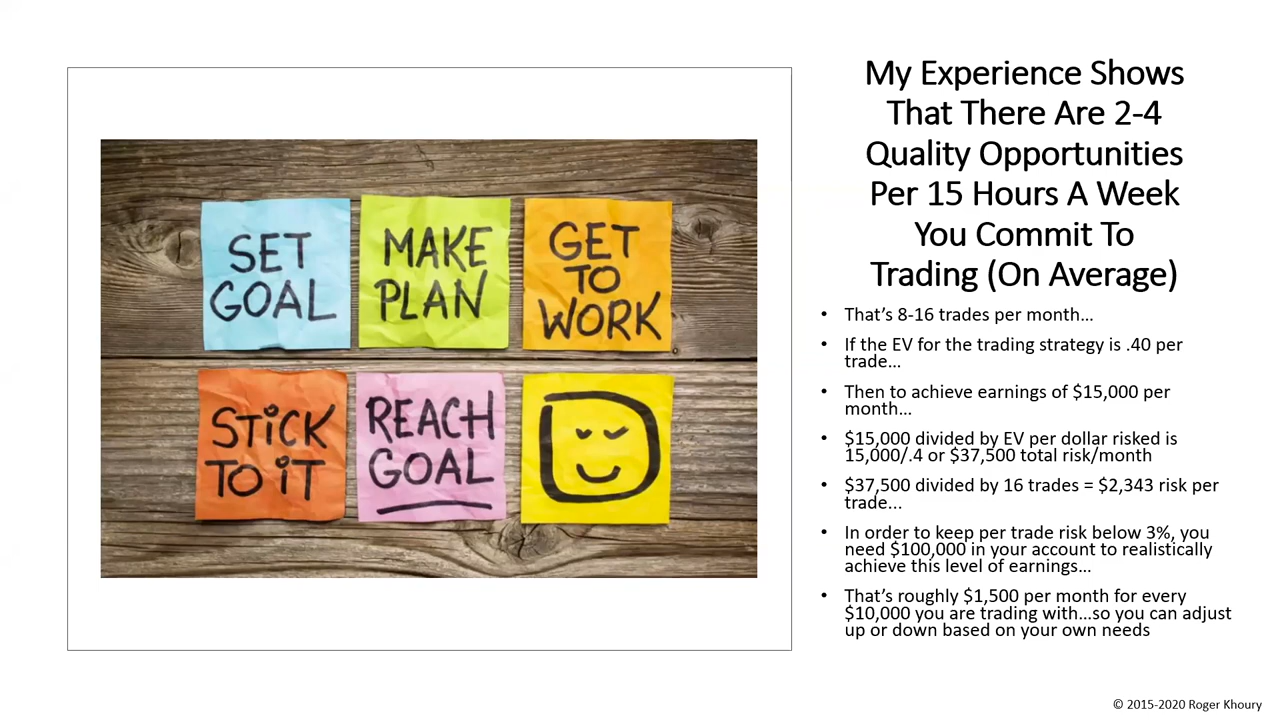 SET
GOAL
MAKE
PLAN
GET
TO
WORK
STICK
TO IT
REACH
GOAL
My Experience Shows
That There Are 2-4
Quality Opportunities
Per 15 Hours A Week
You Commit To
Trading (On Average)
• That’s 8-16 trades per month…
• If the EV for the trading strategy is .40 per
trade…
• Then to achieve earnings of $15,000 per
month…
• $15,000 divided by EV per dollar risked is
15,000/.4 or $37,500 total risk/month
• $37,500 divided by 16 trades = $2,343 risk per
trade…
• In order to keep per trade risk below 3%, you
need $100,000 in your account to realistically
achieve this level of earnings…
• That’s roughly $1,500 per month for every
$10,000 you are trading with…so you can adjust
up or down based on your own needs
© 2015-2020 Roger Khoury